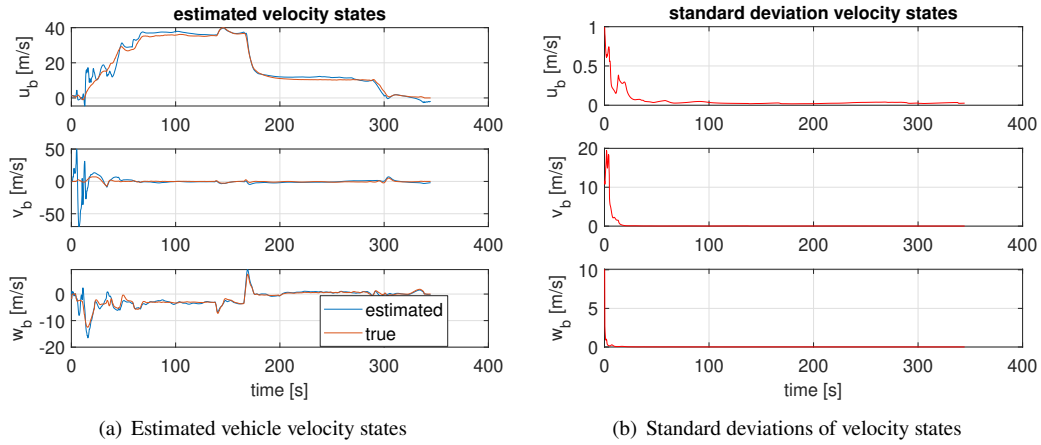 estimated velocity states
u_b [m/s]
40
20
0
0 100 200 300 400
v_b [m/s]
50
0
-50
0 100 200 300 400
w_b [m/s]
0
-10
-20
estimated
true
0 100 200 300 400
time [s]
(a) Estimated vehicle velocity states
standard deviation velocity states
u_b [m/s]
1
0.5
0
0 100 200 300 400
v_b [m/s]
20
10
0
0 100 200 300 400
w_b [m/s]
10
5
0
0 100 200 300 400
time [s]
(b) Standard deviations of velocity states